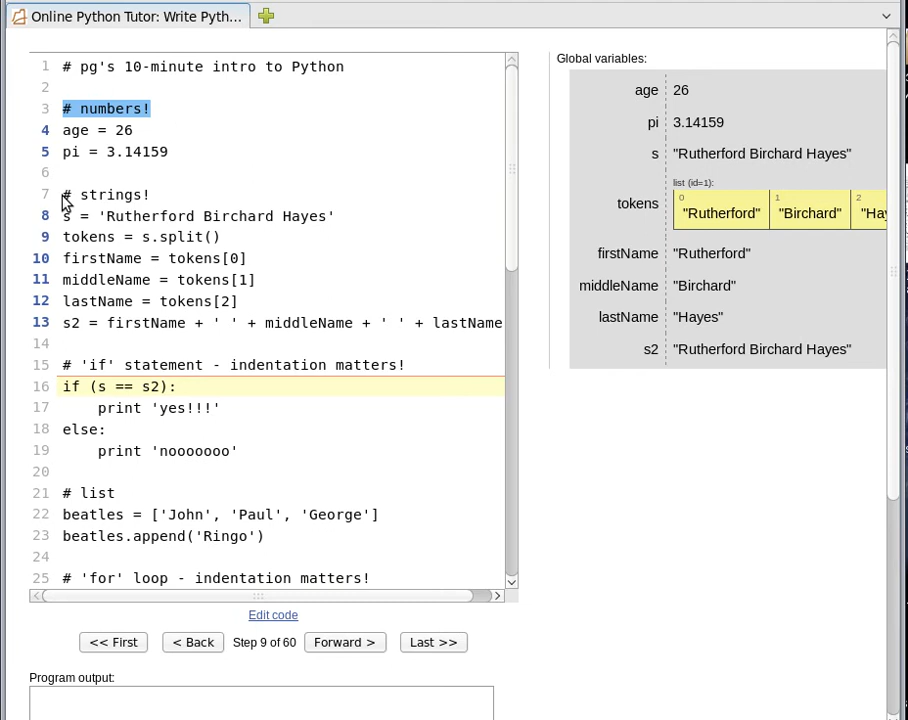 Online Python Tutor: Write Pyth...
1 # pg's 10-minute intro to Python
2
3 # numbers!
4 age = 26
5 pi = 3.14159
6
7 # strings!
8 s = 'Rutherford Birchard Hayes'
9 tokens = s.split()
10 firstName = tokens[0]
11 middleName = tokens[1]
12 lastName = tokens[2]
13 s2 = firstName + ' ' + middleName + ' ' + lastName
14
15 # 'if' statement - indentation matters!
16 if (s == s2):
17 print 'yes!!!'
18 else:
19 print 'nooooooo'
20
21 # list
22 beatles = ['John', 'Paul', 'George']
23 beatles.append('Ringo')
24
25 # 'for' loop - indentation matters!
Edit code
<< First < Back Step 9 of 60 Forward > Last >>
Program output:
Global variables:
age 26
pi 3.14159
s "Rutherford Birchard Hayes"
list (id=1):
0 1 2
tokens "Rutherford" "Birchard" "Hay
firstName "Rutherford"
middleName "Birchard"
lastName "Hayes"
s2 "Rutherford Birchard Hayes"